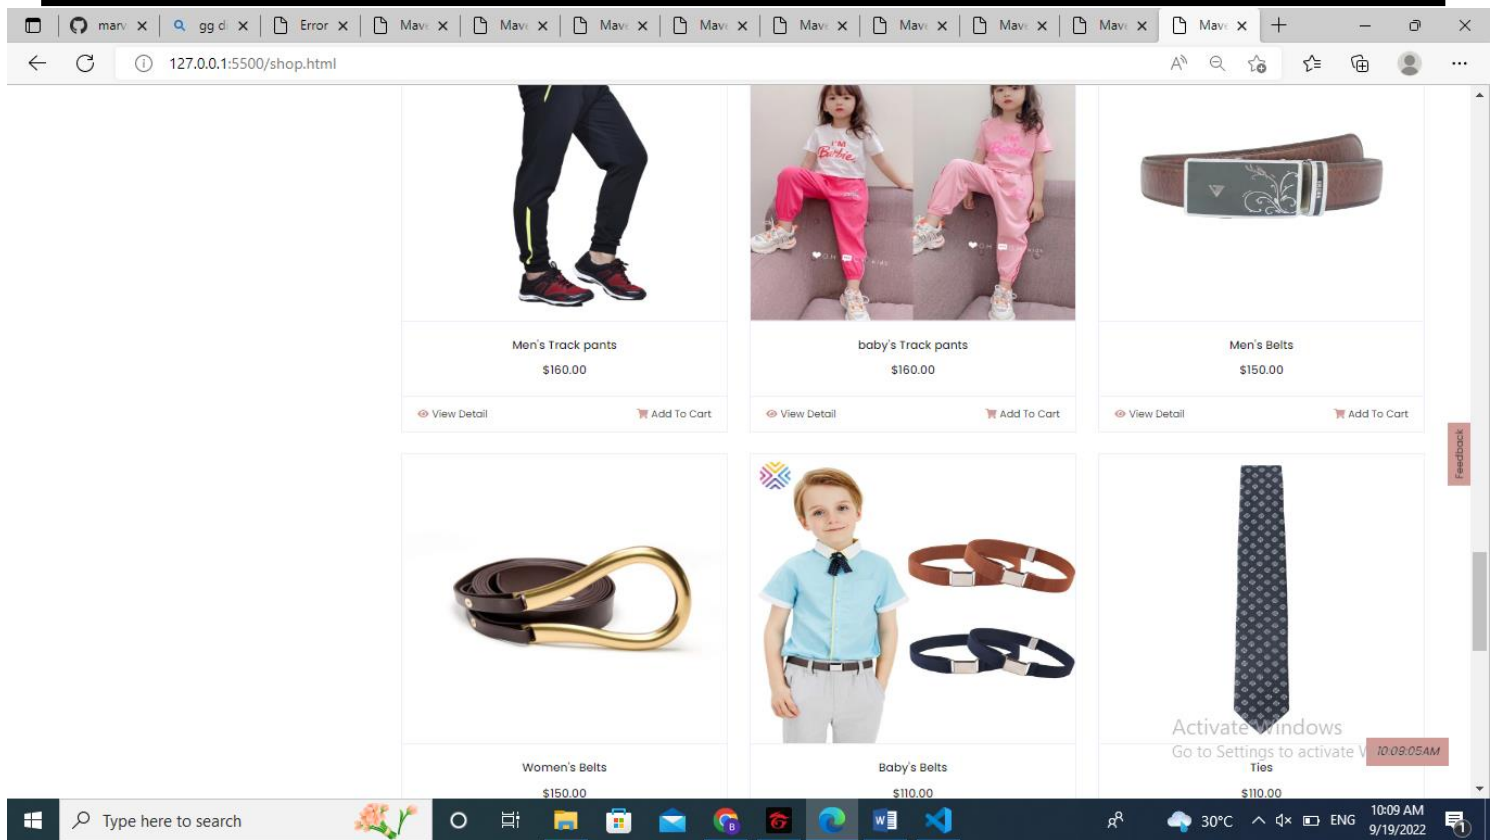 marv
gg di
Error
Mave
Mave
Mave
Mave
Mave
Mave
Mave
Mave
Mave
127.0.0.1:5500/shop.html
I'M
Barbie
Men's Track pants
$160.00
View Detail
Add To Cart
baby's Track pants
$160.00
View Detail
Add To Cart
Men's Belts
$150.00
View Detail
Add To Cart
Feedback
Women's Belts
$150.00
Baby's Belts
$110.00
Ties
$110.00
Activate Windows
Go to Settings to activate W
10:09:05AM
Type here to search
30°C
ENG
10:09 AM
9/19/2022
1